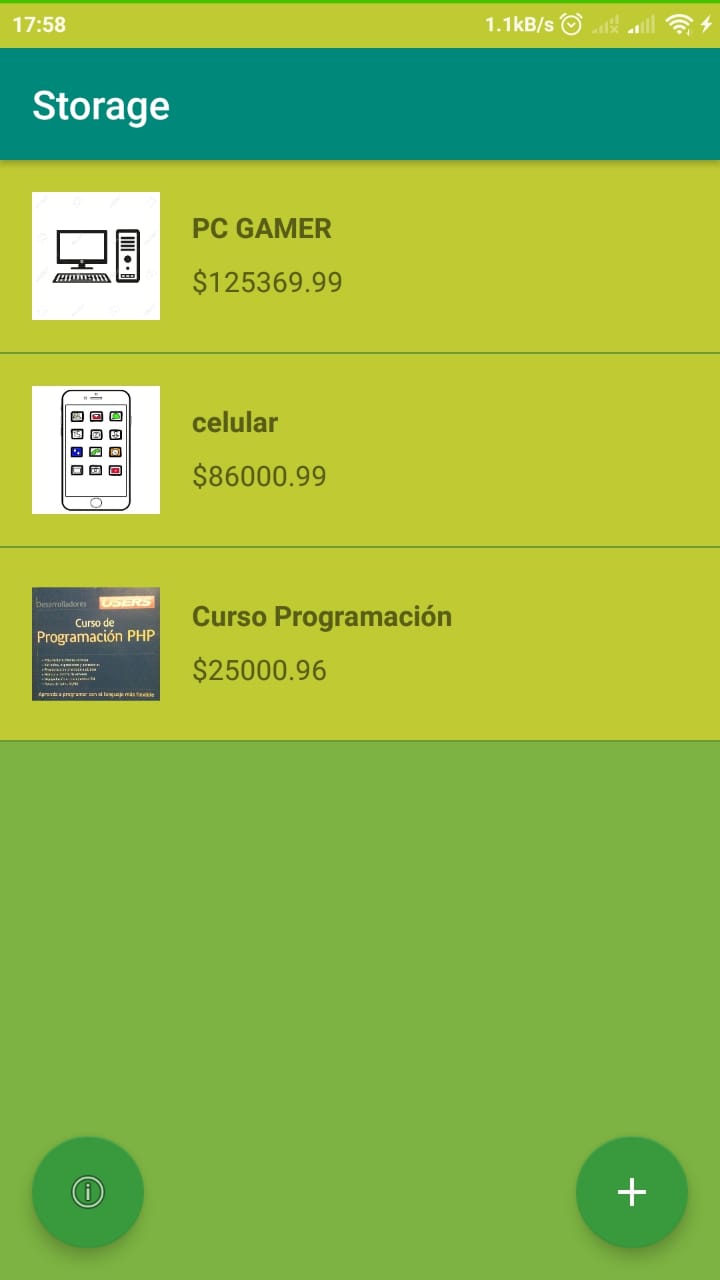 17:58
1.1kB/s
Storage
PC GAMER
$125369.99
celular
$86000.99
Desarrolladores USERS
Curso de
Programación PHP
Aprenda a programar con el lenguaje más flexible
Curso Programación
$25000.96